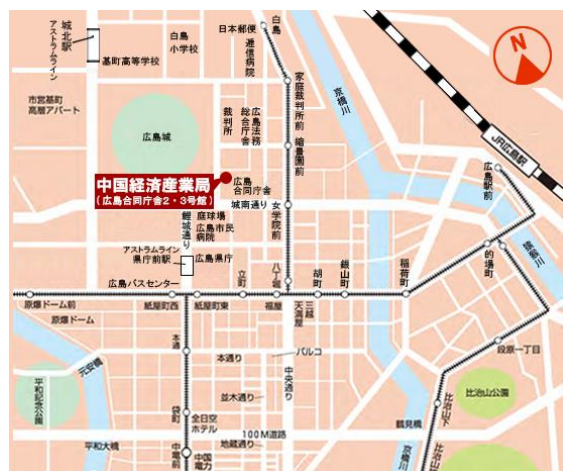 城北駅
アストラムライン
基町高等学校
白島
小学校
日本郵便
逓信病院
白島
N
市営基町
高層アパート
広島城
裁判所
広島法務
総合庁舎
家庭裁判所前
縮景園前
京橋川
JR広島駅
広島駅前
中国経済産業局
(広島合同庁舎2・3号館)
広島
合同庁舎
城南通り
女学院前
鯉城通り
庭球場
広島市民
病院
アストラムライン
県庁前駅
広島県庁
広島バスセンター
立町
八丁堀
胡町
銀山町
稲荷町
的場町
猿猴川
原爆ドーム前
紙屋町西
紙屋町東
福屋
天満屋
三越
原爆ドーム
本通
本通り
パルコ
中央通り
段原一丁目
元安橋
平和記念公園
袋町
並木通り
比治山公園
比治山下
全日空
ホテル
100M道路
鶴見橋
平和大橋
地蔵通り
中電前
中国
電力
京橋川